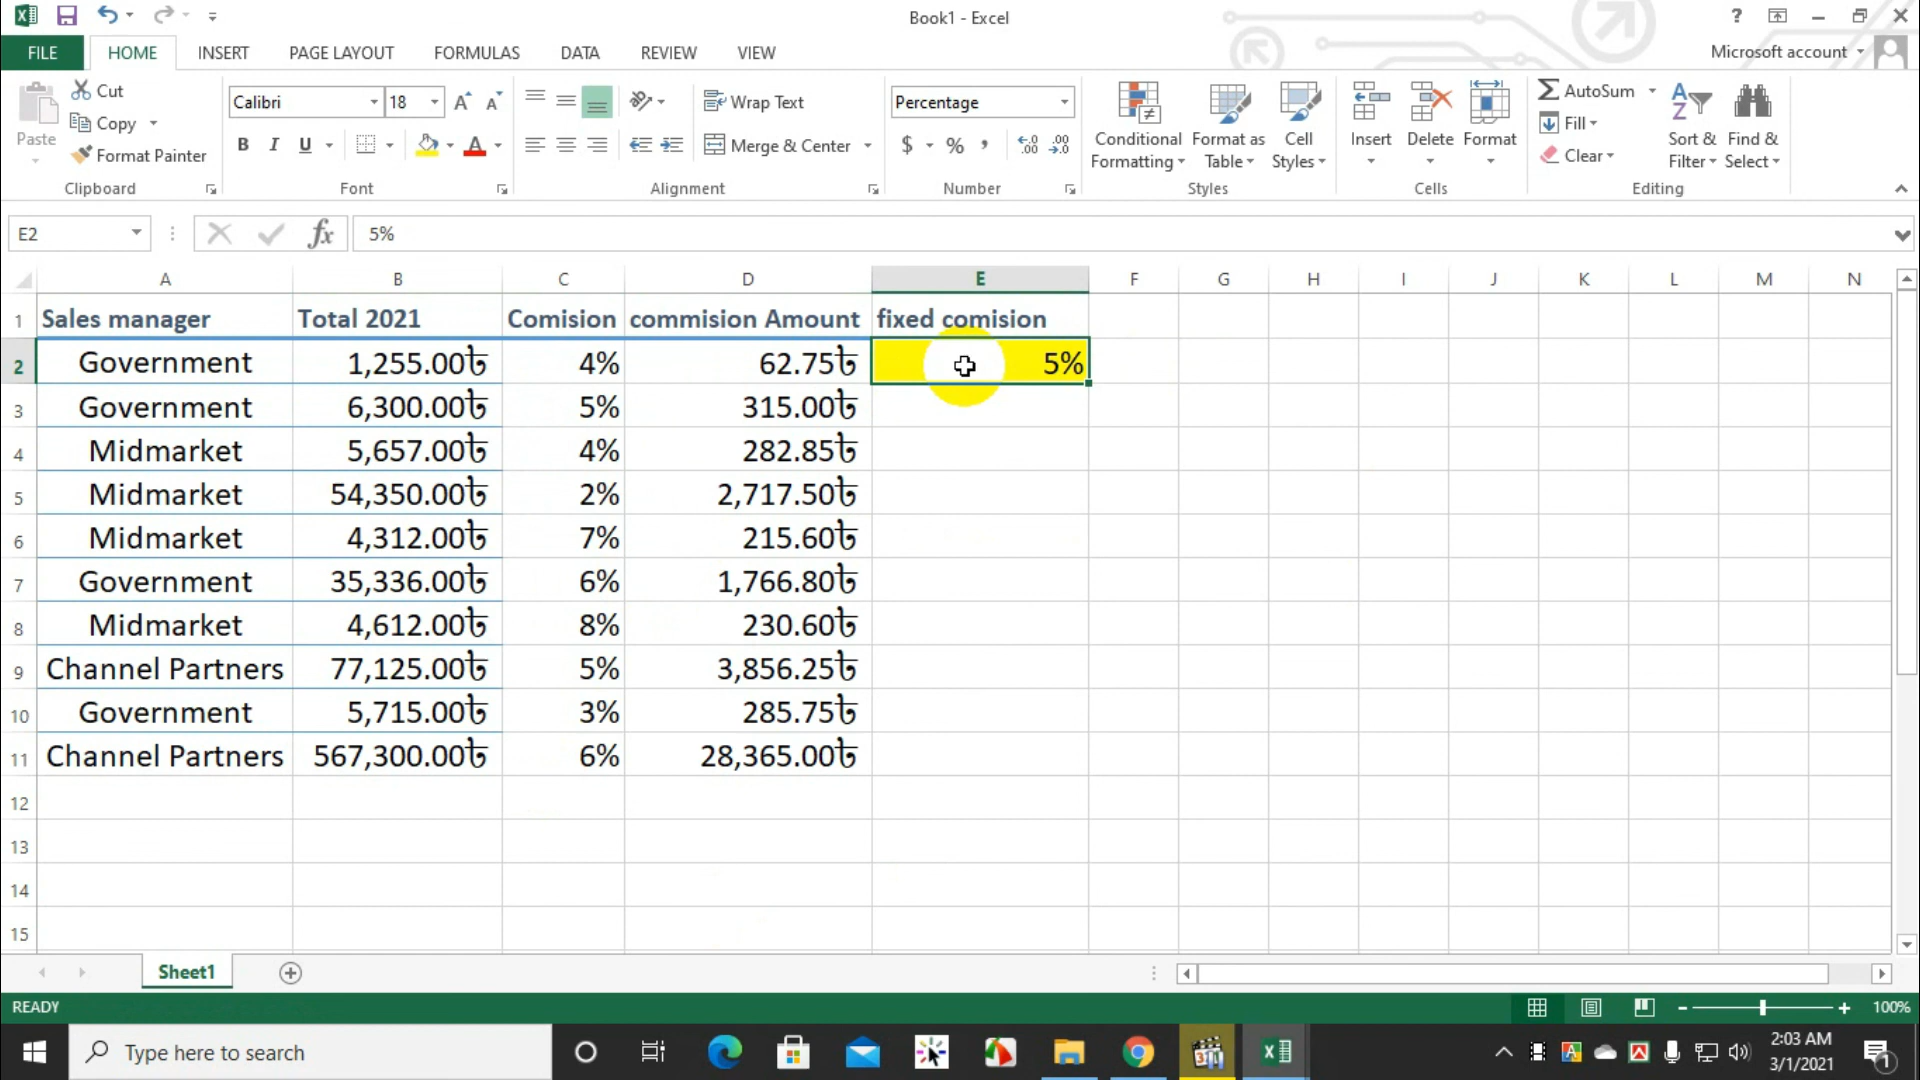 Book1 - Excel
?
FILE HOME INSERT PAGE LAYOUT FORMULAS DATA REVIEW VIEW
Microsoft account
Paste
Cut
Copy
Format Painter
Clipboard
Calibri 18
B I U
Font
Wrap Text
Merge & Center
Alignment
Percentage
$ % ,
Number
Conditional Formatting
Format as Table
Cell Styles
Styles
Insert
Delete
Format
Cells
AutoSum
Fill
Clear
Sort & Filter
Find & Select
Editing
E2 fx 5%
A B C D E F G H I J K L M N
1 Sales manager Total 2021 Comision commision Amount fixed comision
2 Government 1,255.00৳ 4% 62.75৳ 5%
3 Government 6,300.00৳ 5% 315.00৳
4 Midmarket 5,657.00৳ 4% 282.85৳
5 Midmarket 54,350.00৳ 2% 2,717.50৳
6 Midmarket 4,312.00৳ 7% 215.60৳
7 Government 35,336.00৳ 6% 1,766.80৳
8 Midmarket 4,612.00৳ 8% 230.60৳
9 Channel Partners 77,125.00৳ 5% 3,856.25৳
10 Government 5,715.00৳ 3% 285.75৳
11 Channel Partners 567,300.00৳ 6% 28,365.00৳
12
13
14
15
Sheet1
READY
100%
Type here to search
2:03 AM
3/1/2021
1